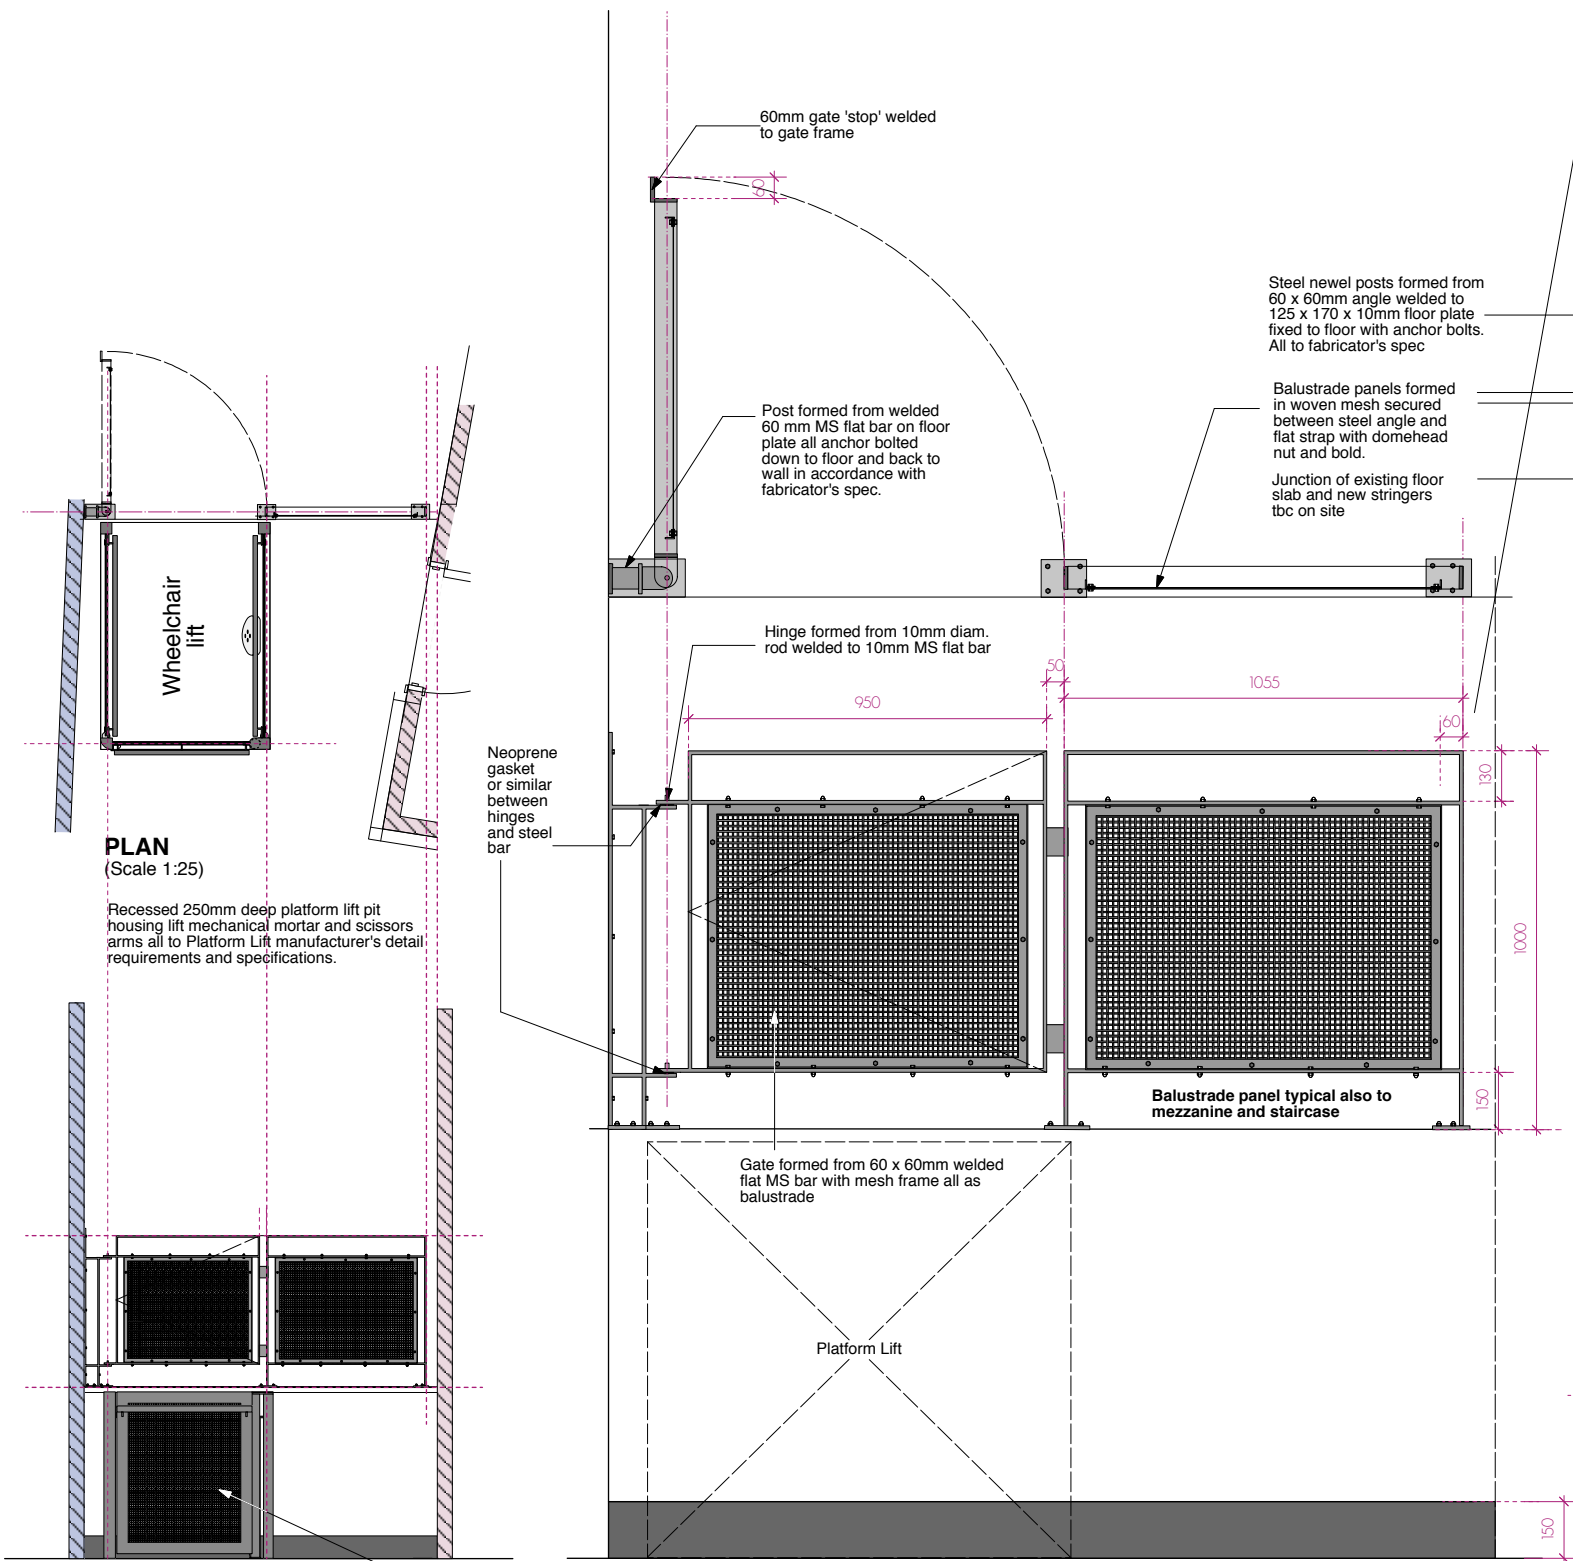 60mm gate 'stop' welded
to gate frame
60
Steel newel posts formed from
60 x 60mm angle welded to
125 x 170 x 10mm floor plate
fixed to floor with anchor bolts.
All to fabricator's spec
Balustrade panels formed
in woven mesh secured
between steel angle and
flat strap with domehead
nut and bold.
Junction of existing floor
slab and new stringers
tbc on site
Post formed from welded
60 mm MS flat bar on floor
plate all anchor bolted
down to floor and back to
wall in accordance with
fabricator's spec.
Wheelchair
lift
Hinge formed from 10mm diam.
rod welded to 10mm MS flat bar
50
1055
950
60
130
Neoprene
gasket
or similar
between
hinges
and steel
bar
PLAN
(Scale 1:25)
Recessed 250mm deep platform lift pit
housing lift mechanical mortar and scissors
arms all to Platform Lift manufacturer's detail
requirements and specifications.
1000
150
Balustrade panel typical also to
mezzanine and staircase
Gate formed from 60 x 60mm welded
flat MS bar with mesh frame all as
balustrade
Platform Lift
150